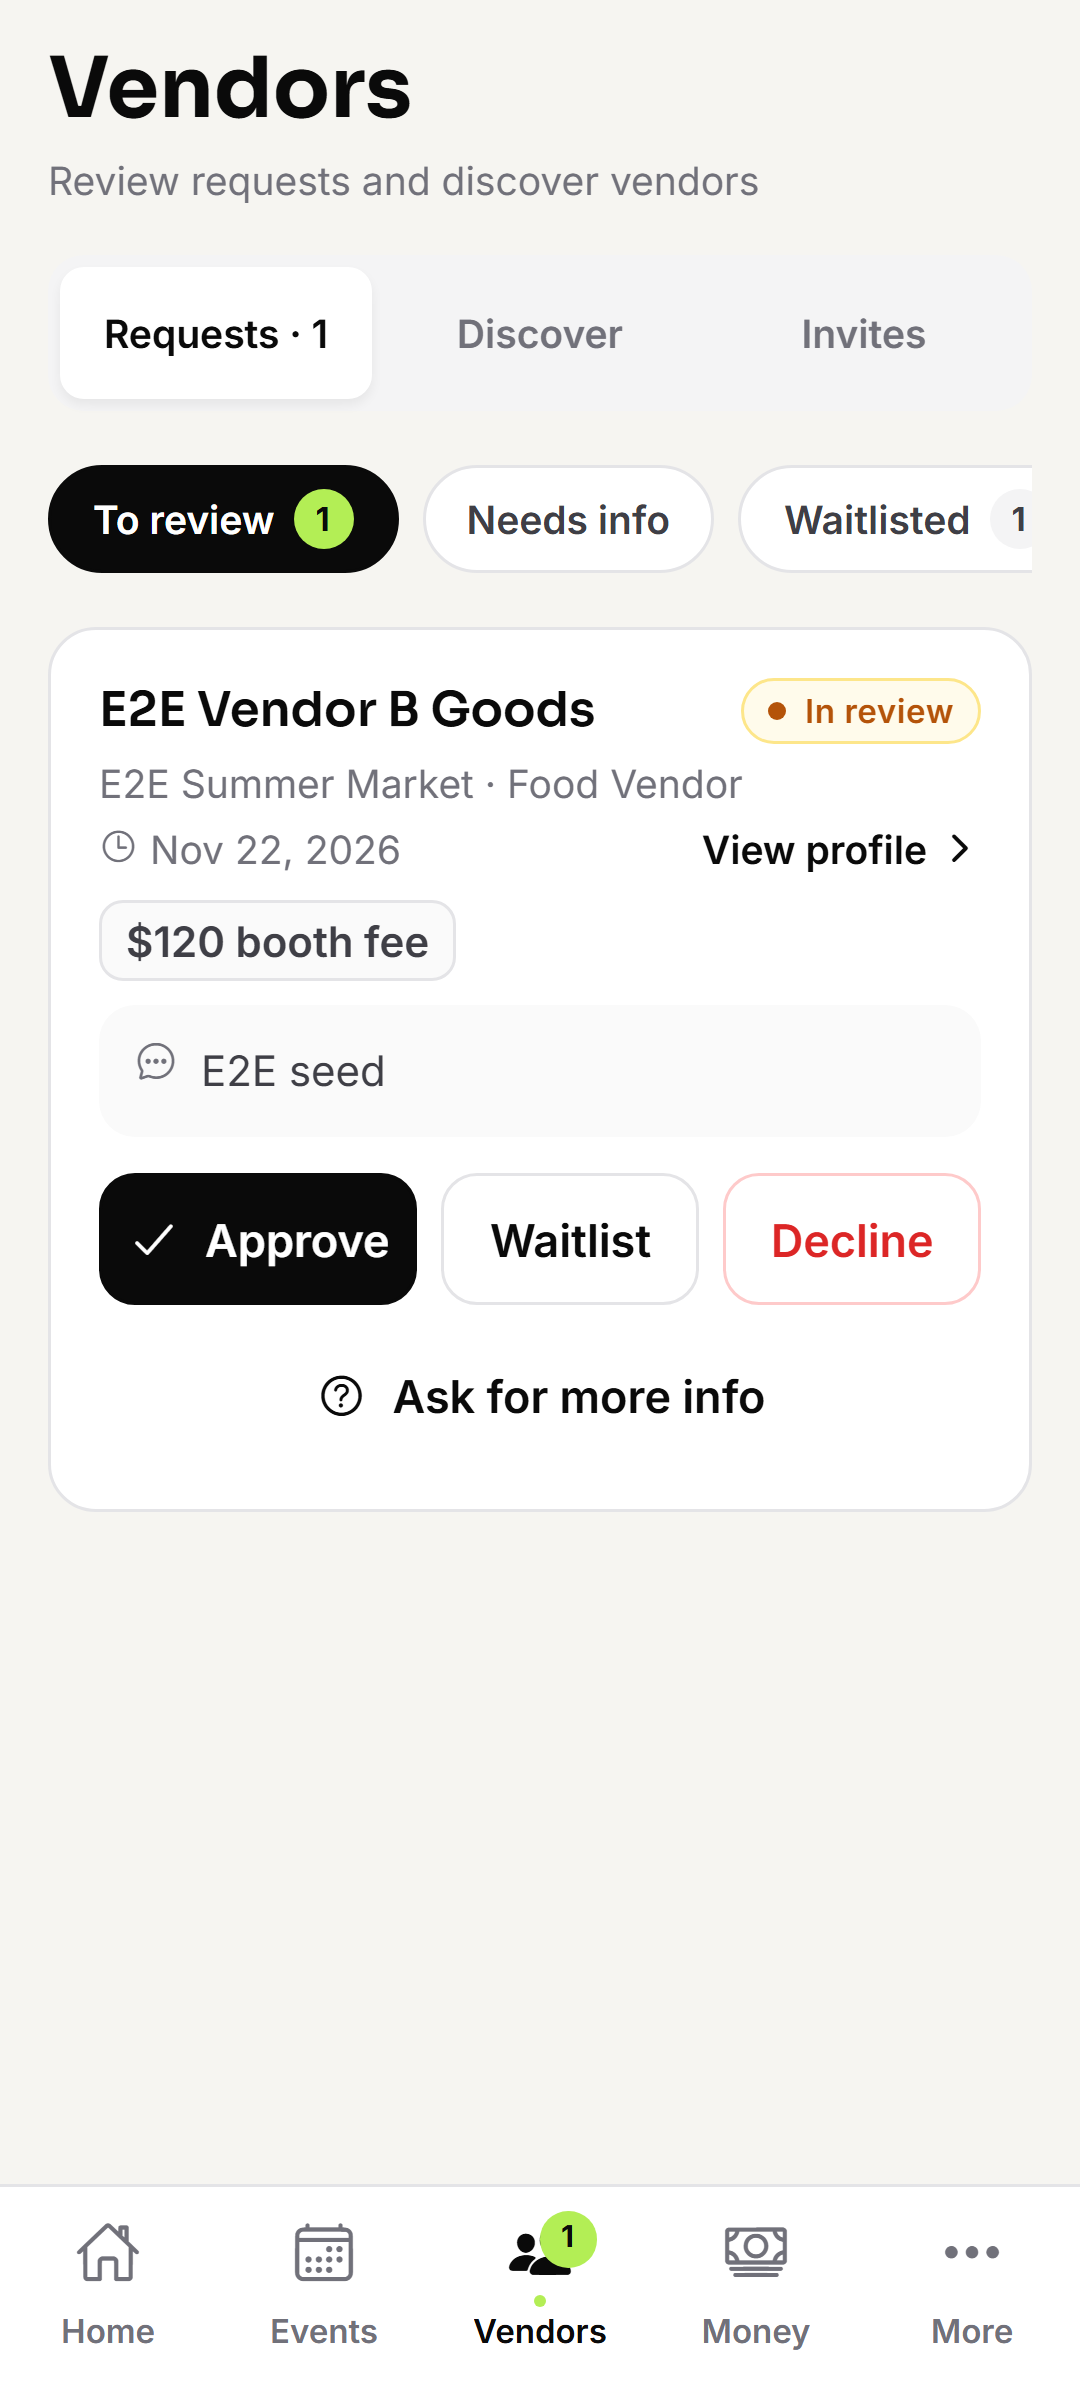 Vendors
Review requests and discover vendors
Requests · 1
Discover
Invites
To review 1
Needs info
Waitlisted 1
E2E Vendor B Goods
In review
E2E Summer Market · Food Vendor
Nov 22, 2026
View profile
$120 booth fee
E2E seed
Approve
Waitlist
Decline
Ask for more info
1
Home
Events
Vendors
Money
More